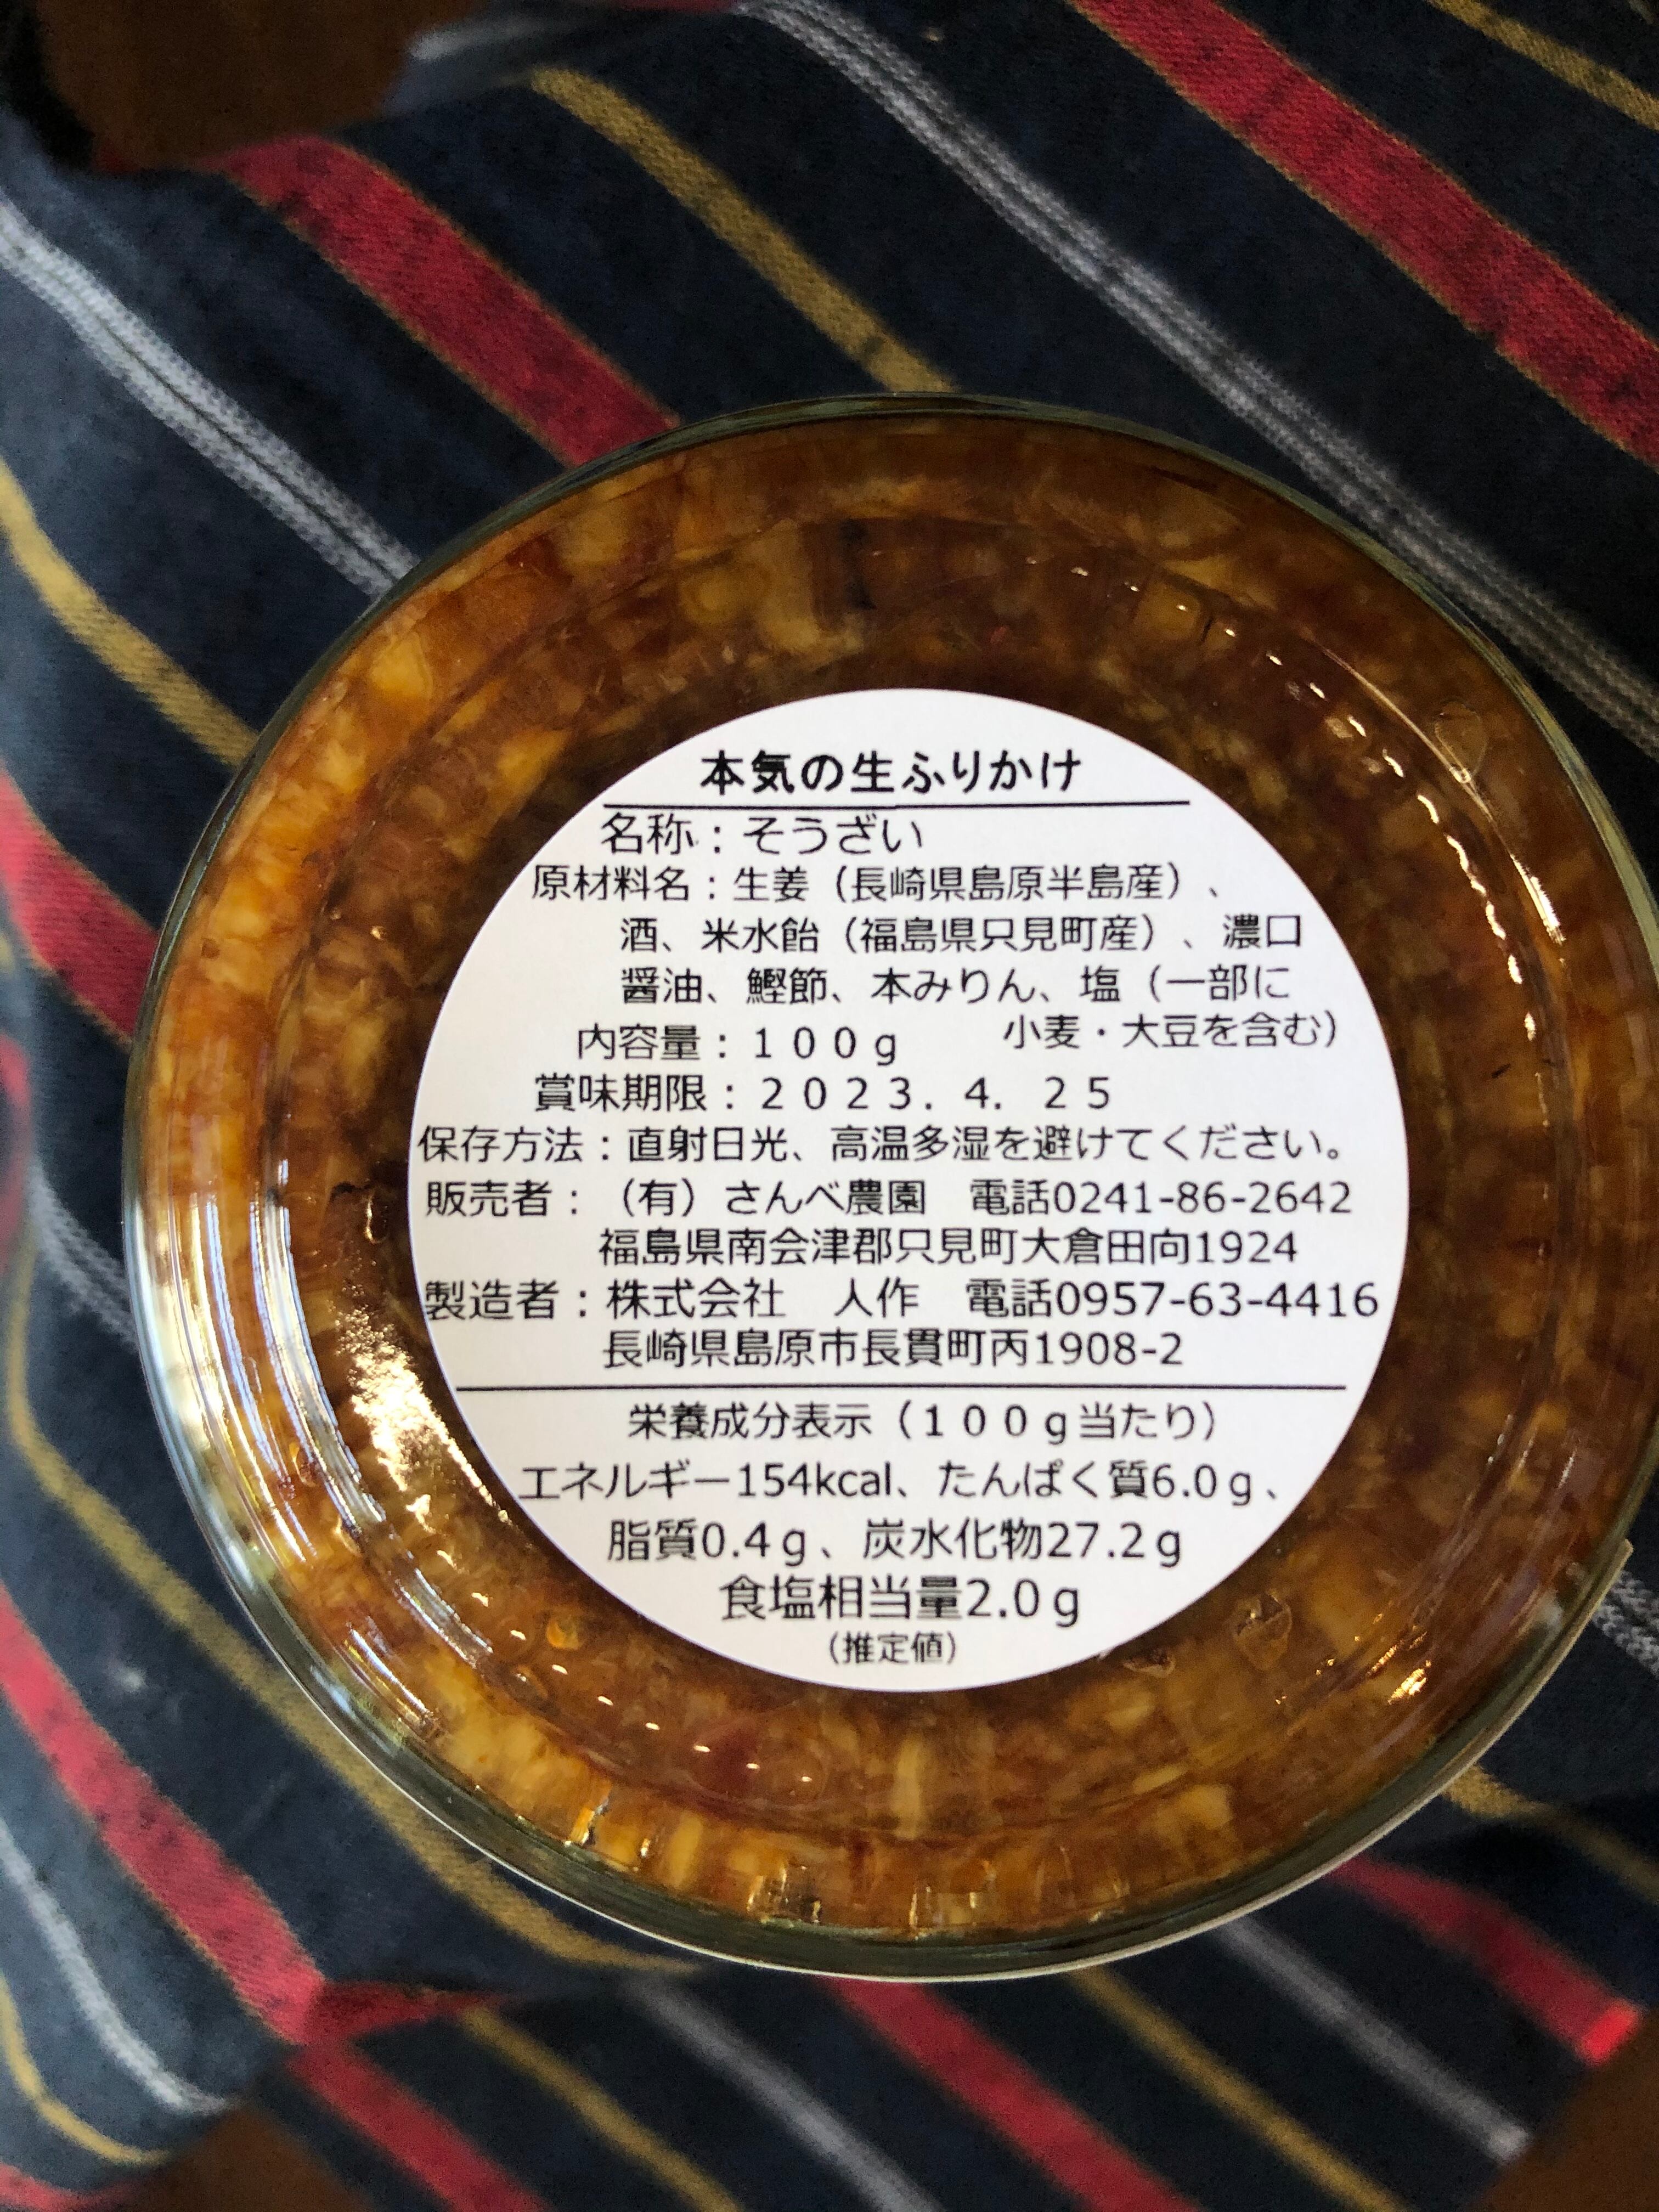 本気の生ふりかけ
名称：そうざい
原材料名：生姜（長崎県島原半島産）、
酒、米水飴（福島県只見町産）、濃口
醤油、鰹節、本みりん、塩（一部に
小麦・大豆を含む）
内容量：１００ｇ
賞味期限：２０２３．４．２５
保存方法：直射日光、高温多湿を避けてください。
販売者：（有）さんべ農園　電話0241-86-2642
福島県南会津郡只見町大倉田向1924
製造者：株式会社　人作　電話0957-63-4416
長崎県島原市長貫町丙1908-2
栄養成分表示（１００ｇ当たり）
エネルギー154kcal、たんぱく質6.0ｇ、
脂質0.4ｇ、炭水化物27.2ｇ
食塩相当量2.0ｇ
（推定値）